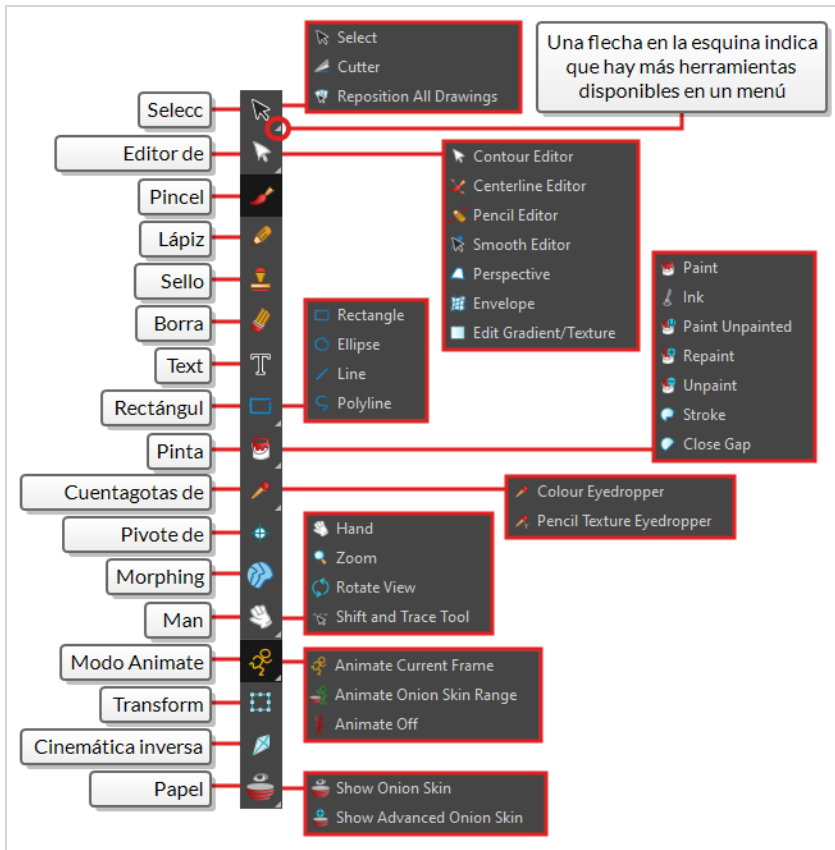 Select
Cutter
Reposition All Drawings
Una flecha en la esquina indica
que hay más herramientas
disponibles en un menú
Selecc
Editor de
Contour Editor
Centerline Editor
Pencil Editor
Smooth Editor
Perspective
Envelope
Edit Gradient/Texture
Pincel
Lápiz
Sello
Borra
Text
Rectángul
Rectangle
Ellipse
Line
Polyline
Pinta
Paint
Ink
Paint Unpainted
Repaint
Unpaint
Stroke
Close Gap
Cuentagotas de
Colour Eyedropper
Pencil Texture Eyedropper
Pivote de
Morphing
Man
Hand
Zoom
Rotate View
Shift and Trace Tool
Modo Animate
Animate Current Frame
Animate Onion Skin Range
Animate Off
Transform
Cinemática inversa
Papel
Show Onion Skin
Show Advanced Onion Skin